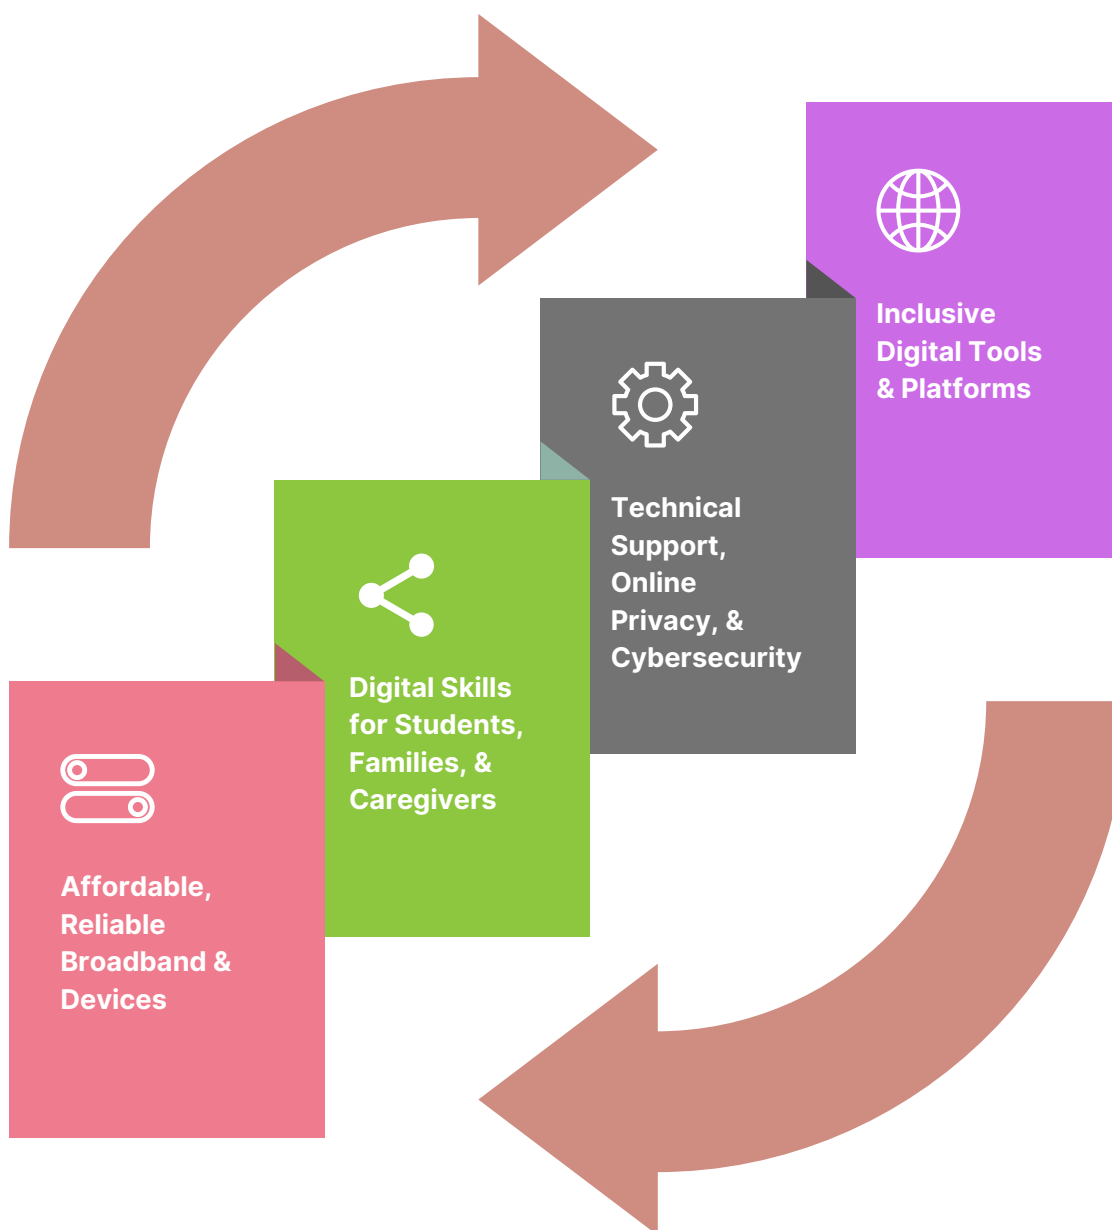 Inclusive
Digital Tools
& Platforms
Technical
Support,
Online
Privacy, &
Cybersecurity
Digital Skills
for Students,
Families, &
Caregivers
Affordable,
Reliable
Broadband &
Devices